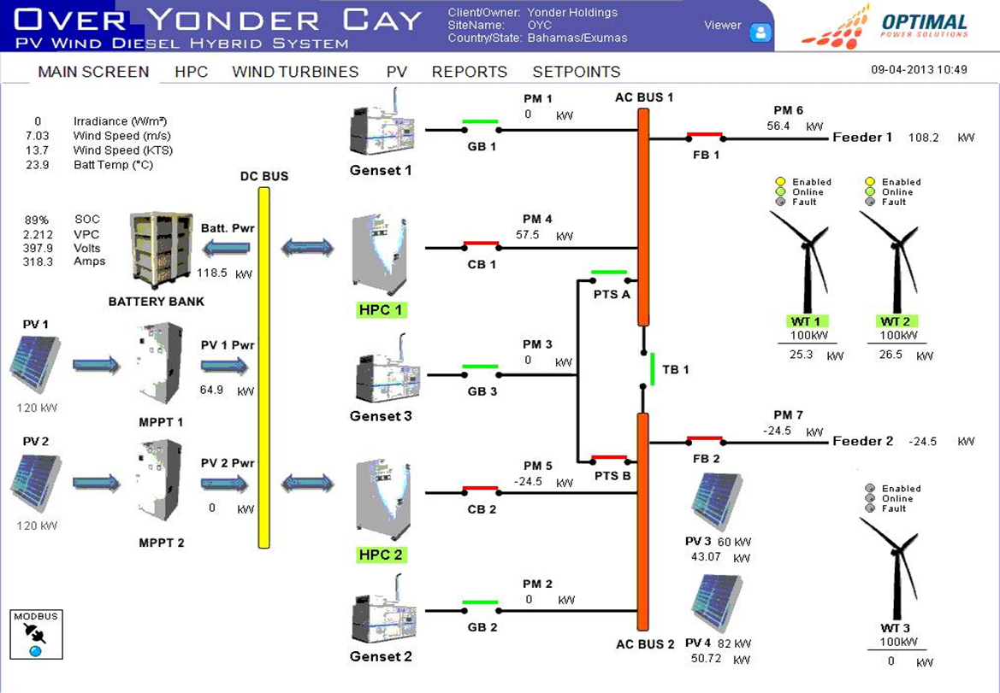 OVER YONDER CAY
PV WIND DIESEL HYBRID SYSTEM
Client/Owner: Yonder Holdings
SiteName: OYC
Country/State: Bahamas/Exumas
Viewer
OPTIMAL
POWER SOLUTIONS
MAIN SCREEN HPC WIND TURBINES PV REPORTS SETPOINTS
09-04-2013 10:49
0 Irradiance (W/m²)
7.03 Wind Speed (m/s)
13.7 Wind Speed (KTS)
23.9 Batt Temp (°C)
DC BUS
89% SOC
2.212 VPC
397.9 Volts
318.3 Amps
Batt. Pwr
118.5 kW
BATTERY BANK
PV 1
120 kW
MPPT 1
PV 1 Pwr
64.9 kW
PV 2
120 kW
MPPT 2
PV 2 Pwr
0 kW
MODBUS
Genset 1
GB 1
PM 1
0 kW
HPC 1
CB 1
PM 4
57.5 kW
Genset 3
GB 3
PM 3
0 kW
HPC 2
CB 2
PM 5
-24.5 kW
Genset 2
GB 2
PM 2
0 kW
AC BUS 1
PTS A
TB 1
PTS B
AC BUS 2
FB 1
PM 6
56.4 kW
Feeder 1 108.2 kW
Enabled
Online
Fault
WT 1
100kW
25.3 kW
Enabled
Online
Fault
WT 2
100kW
26.5 kW
FB 2
PM 7
-24.5 kW
Feeder 2 -24.5 kW
PV 3 60 kW
43.07 kW
PV 4 82 kW
50.72 kW
Enabled
Online
Fault
WT 3
100kW
0 kW